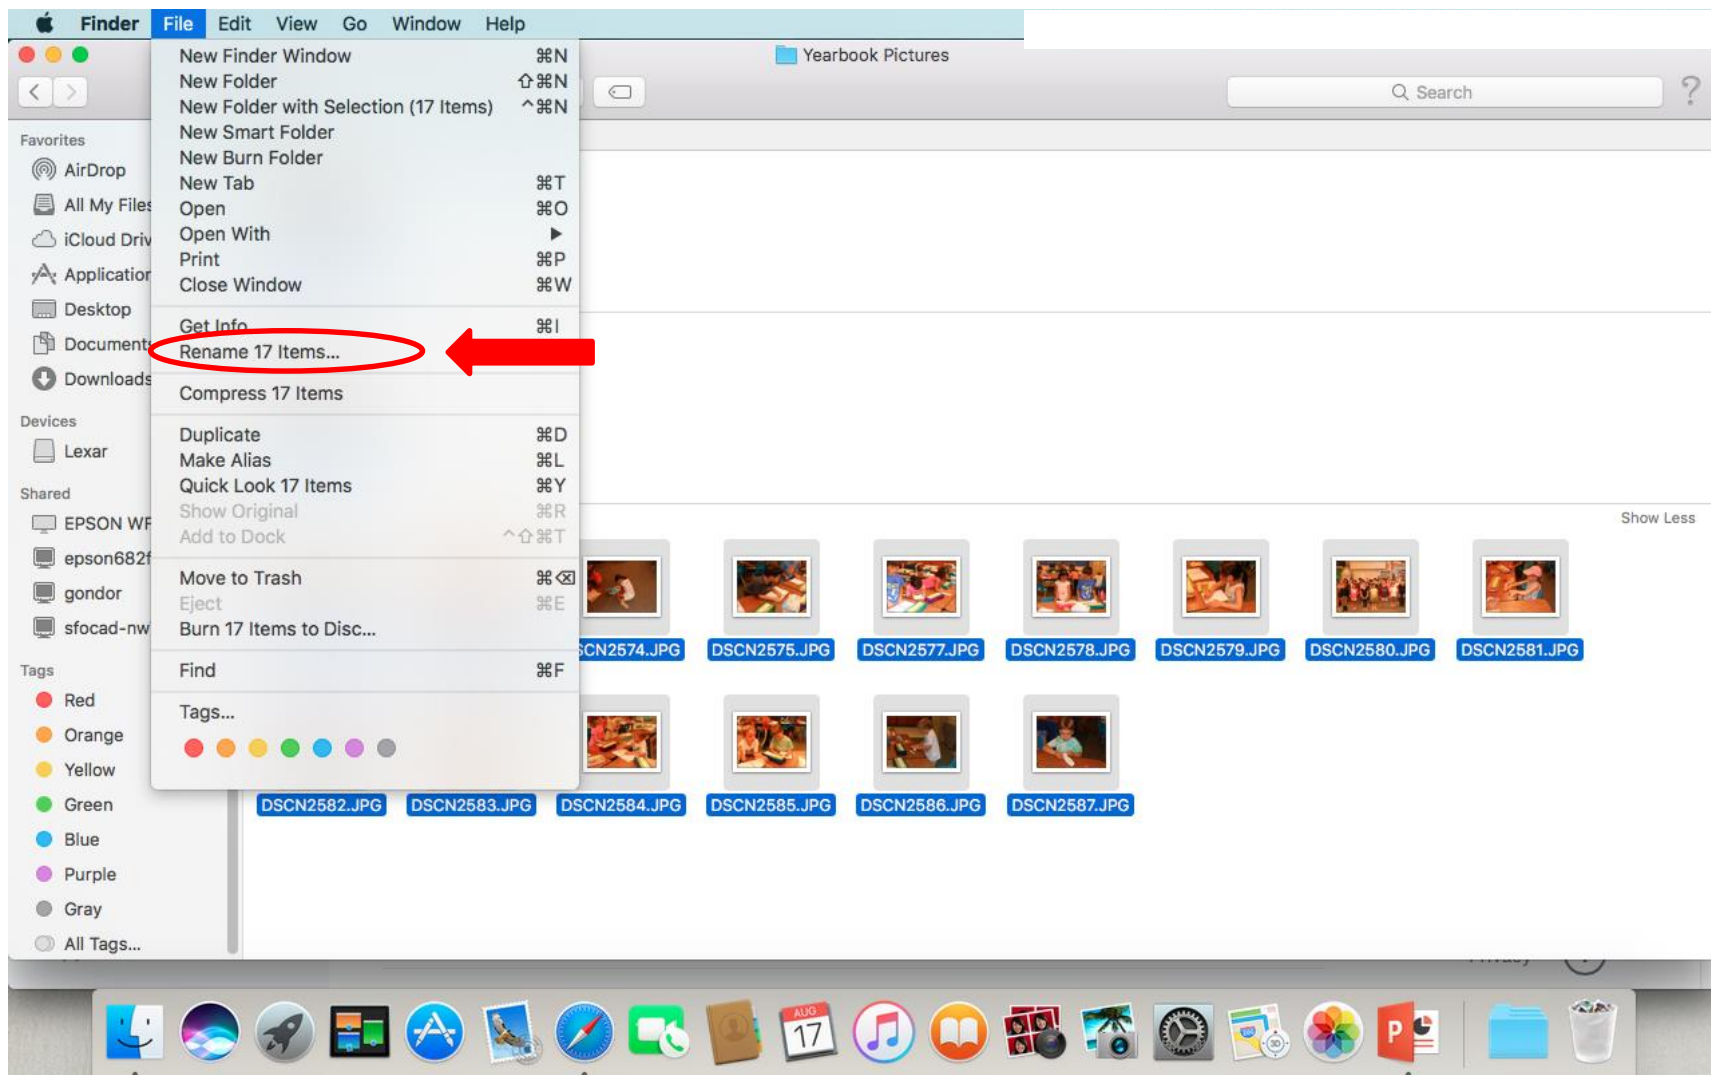 Finder File Edit View Go Window Help
Yearbook Pictures
Search
?
New Finder Window ⌘N
New Folder ⇧⌘N
New Folder with Selection (17 Items) ^⌘N
New Smart Folder
New Burn Folder
New Tab ⌘T
Open ⌘O
Open With ▶
Print ⌘P
Close Window ⌘W
Get Info ⌘I
Rename 17 Items...
Compress 17 Items
Duplicate ⌘D
Make Alias ⌘L
Quick Look 17 Items ⌘Y
Show Original ⌘R
Add to Dock ^⇧⌘T
Move to Trash ⌘⌫
Eject ⌘E
Burn 17 Items to Disc...
Find ⌘F
Tags...
Favorites
AirDrop
All My Files
iCloud Driv
Application
Desktop
Documents
Downloads
Devices
Lexar
Shared
EPSON WF
epson682f
gondor
sfocad-nw
Tags
Red
Orange
Yellow
Green
Blue
Purple
Gray
All Tags...
Show Less
SCN2574.JPG DSCN2575.JPG DSCN2577.JPG DSCN2578.JPG DSCN2579.JPG DSCN2580.JPG DSCN2581.JPG
DSCN2582.JPG DSCN2583.JPG DSCN2584.JPG DSCN2585.JPG DSCN2586.JPG DSCN2587.JPG
AUG
17
3D
P